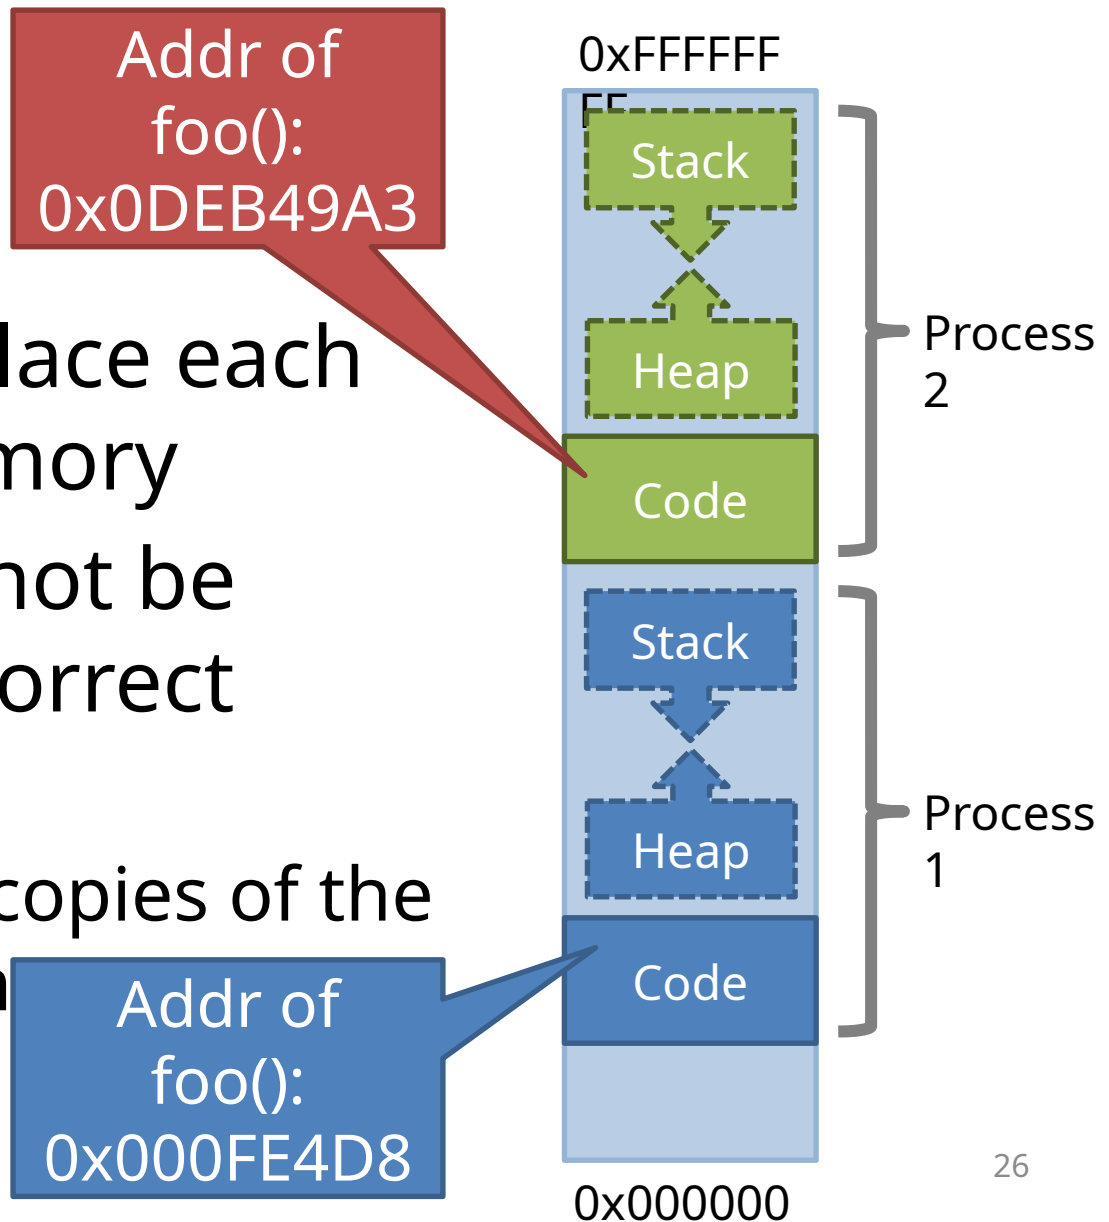 Addr of
foo():
0x0DEB49A3
0xFFFFFF
FF
Stack
Heap
Code
Process
2
lace each
mory
not be
orrect
Stack
Heap
Code
Process
1
copies of the
Addr of
foo():
0x000FE4D8
0x000000
26